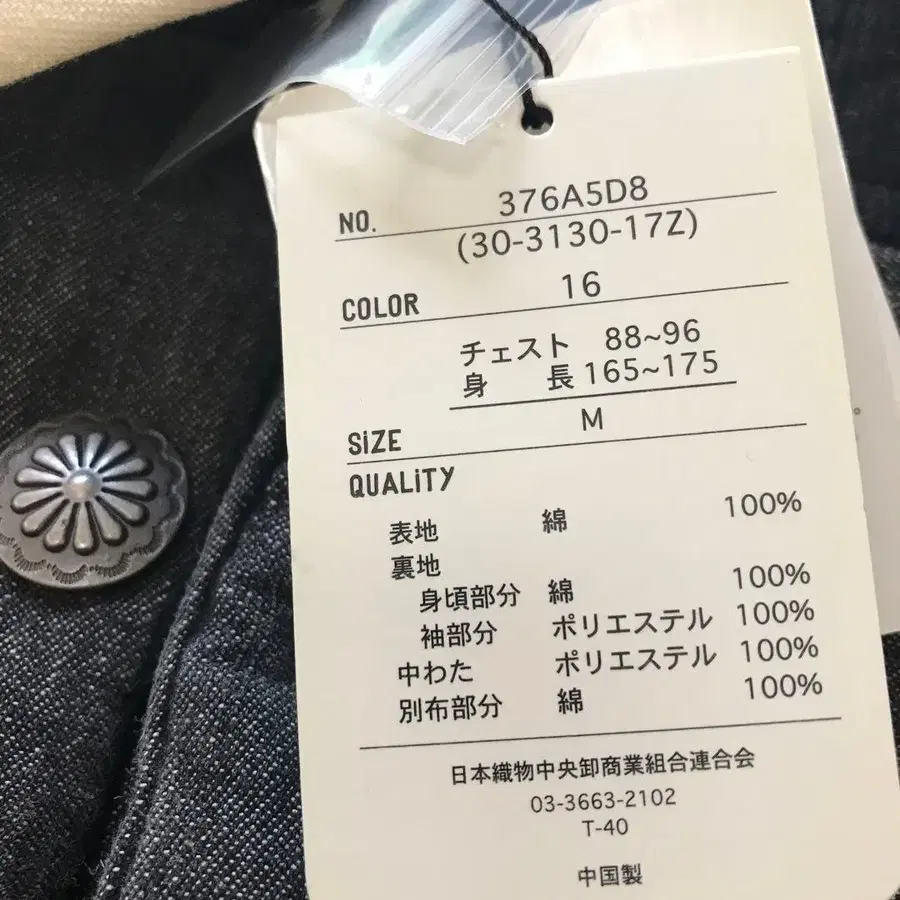 NO. 376A5D8
(30-3130-17Z)
COLOR 16
チェスト 88~96
身 長 165~175
SiZE M
QUALiTY
表地 綿 100%
裏地
身頃部分 綿 100%
袖部分 ポリエステル 100%
中わた ポリエステル 100%
別布部分 綿 100%
日本織物中央卸商業組合連合会
03-3663-2102
T-40
中国製